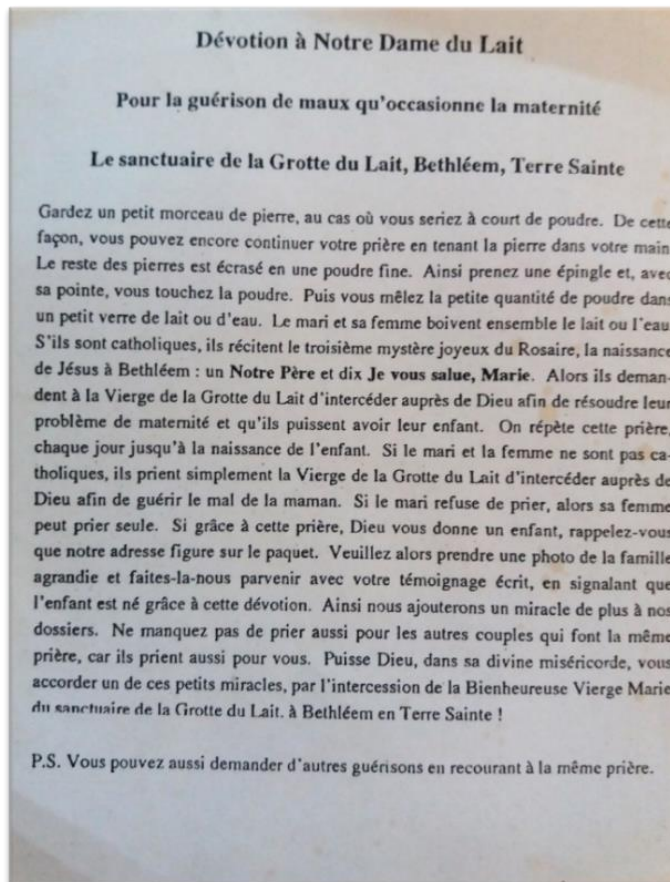 Dévotion à Notre Dame du Lait
Pour la guérison de maux qu'occasionne la maternité
Le sanctuaire de la Grotte du Lait, Bethléem, Terre Sainte
Gardez un petit morceau de pierre, au cas où vous seriez à court de poudre. De cette
façon, vous pouvez encore continuer votre prière en tenant la pierre dans votre main
Le reste des pierres est écrasé en une poudre fine. Ainsi prenez une épingle et, avec
sa pointe, vous touchez la poudre. Puis vous mêlez la petite quantité de poudre dans
un petit verre de lait ou d'eau. Le mari et sa femme boivent ensemble le lait ou l'eau
S'ils sont catholiques, ils récitent le troisième mystère joyeux du Rosaire, la naissance
de Jésus à Bethléem : un Notre Père et dix Je vous salue, Marie. Alors ils deman-
dent à la Vierge de la Grotte du Lait d'intercéder auprès de Dieu afin de résoudre leur
problème de maternité et qu'ils puissent avoir leur enfant. On répète cette prière,
chaque jour jusqu'à la naissance de l'enfant. Si le mari et la femme ne sont pas ca-
tholiques, ils prient simplement la Vierge de la Grotte du Lait d'intercéder auprès de
Dieu afin de guérir le mal de la maman. Si le mari refuse de prier, alors sa femme
peut prier seule. Si grâce à cette prière, Dieu vous donne un enfant, rappelez-vous
que notre adresse figure sur le paquet. Veuillez alors prendre une photo de la famille
agrandie et faites-la-nous parvenir avec votre témoignage écrit, en signalant que
l'enfant est né grâce à cette dévotion. Ainsi nous ajouterons un miracle de plus à nos
dossiers. Ne manquez pas de prier aussi pour les autres couples qui font la même
prière, car ils prient aussi pour vous. Puisse Dieu, dans sa divine miséricorde, vous
accorder un de ces petits miracles, par l'intercession de la Bienheureuse Vierge Marie
du sanctuaire de la Grotte du Lait. à Bethléem en Terre Sainte !
P.S. Vous pouvez aussi demander d'autres guérisons en recourant à la même prière.